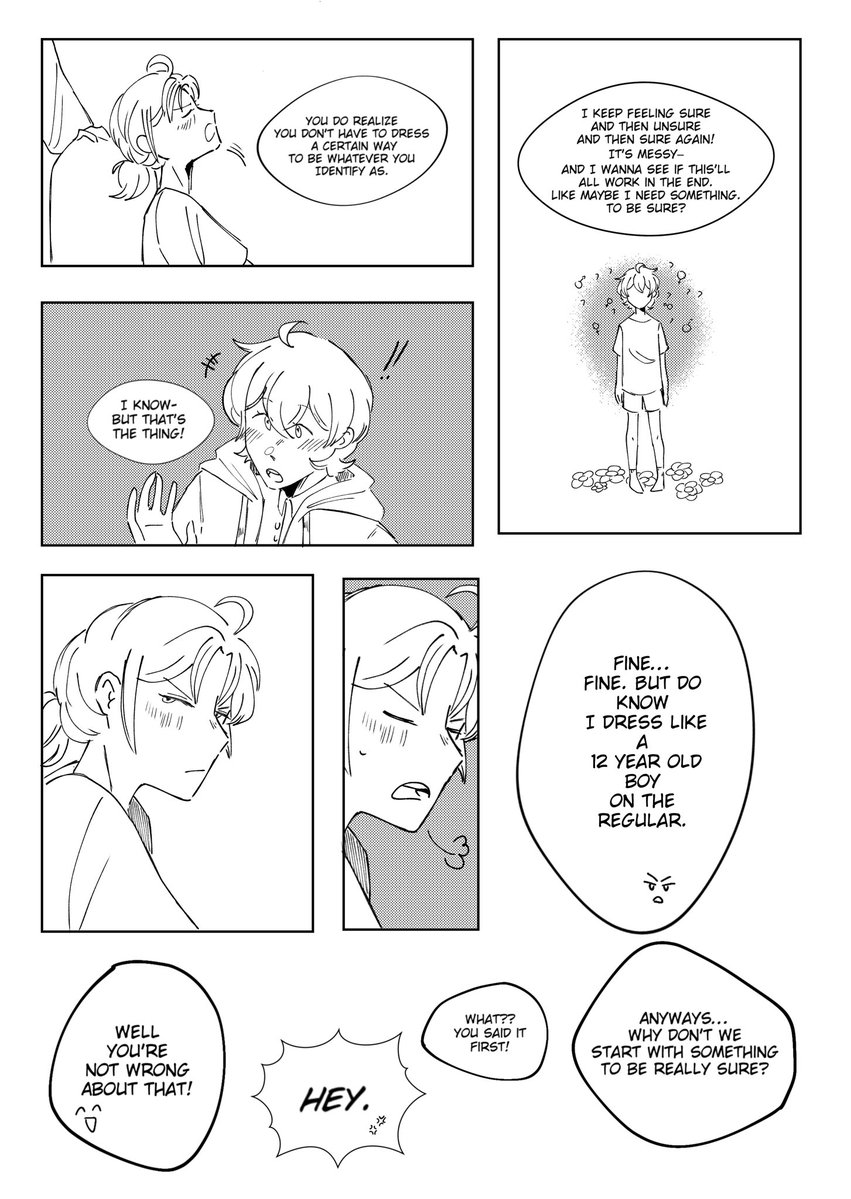 YOU DO REALIZE
YOU DON'T HAVE TO DRESS
A CERTAIN WAY
TO BE WHATEVER YOU
IDENTIFY AS.
I KNOW-
BUT THAT'S
THE THING!
!!
I KEEP FEELING SURE
AND THEN UNSURE
AND THEN SURE AGAIN!
IT'S MESSY-
AND I WANNA SEE IF THIS'LL
ALL WORK IN THE END.
LIKE MAYBE I NEED SOMETHING.
TO BE SURE?
FINE...
FINE. BUT DO
KNOW
I DRESS LIKE
A
12 YEAR OLD
BOY
ON THE
REGULAR.
WELL
YOU'RE
NOT WRONG
ABOUT THAT!
HEY.
WHAT??
YOU SAID IT
FIRST!
ANYWAYS...
WHY DON'T WE
START WITH SOMETHING
TO BE REALLY SURE?